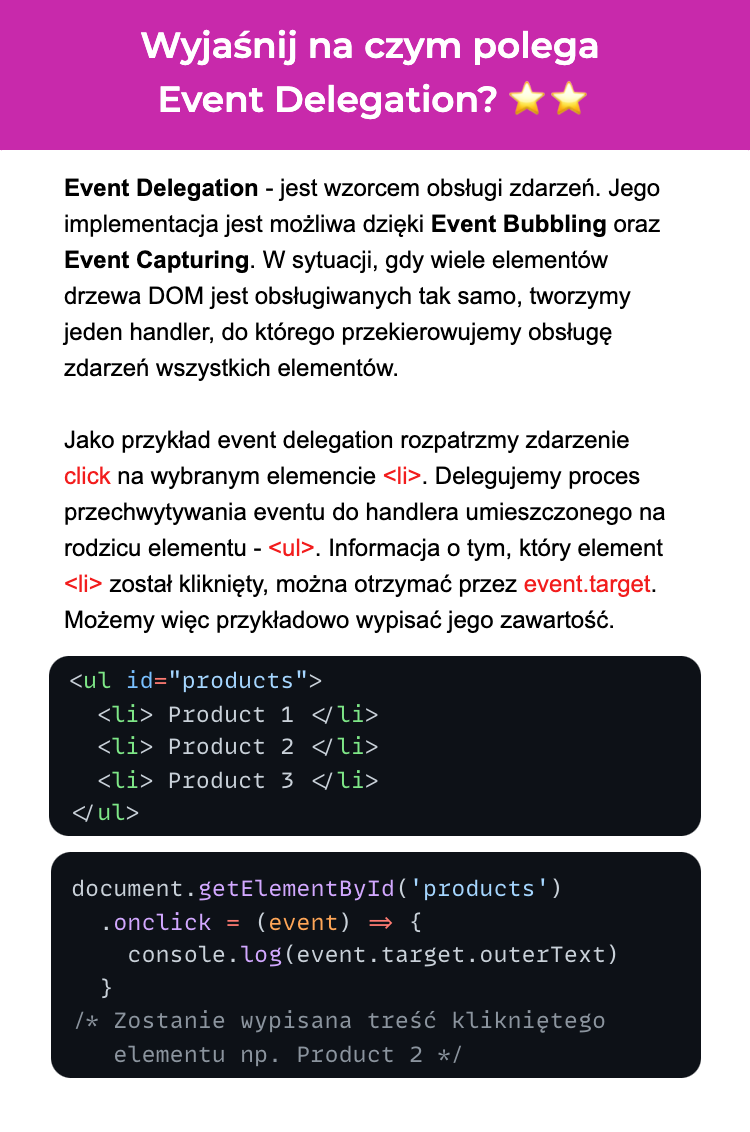 Wyjaśnij na czym polega
Event Delegation? ⭐⭐
Event Delegation - jest wzorcem obsługi zdarzeń. Jego
implementacja jest możliwa dzięki Event Bubbling oraz
Event Capturing. W sytuacji, gdy wiele elementów
drzewa DOM jest obsługiwanych tak samo, tworzymy
jeden handler, do którego przekierowujemy obsługę
zdarzeń wszystkich elementów.
Jako przykład event delegation rozpatrzmy zdarzenie
click na wybranym elemencie <li>. Delegujemy proces
przechwytywania eventu do handlera umieszczonego na
rodzicu elementu - <ul>. Informacja o tym, który element
<li> został kliknięty, można otrzymać przez event.target.
Możemy więc przykładowo wypisać jego zawartość.
<ul id="products">
  <li> Product 1 </li>
  <li> Product 2 </li>
  <li> Product 3 </li>
</ul>
document.getElementById('products')
  .onclick = (event) => {
    console.log(event.target.outerText)
  }
/* Zostanie wypisana treść klikniętego
   elementu np. Product 2 */